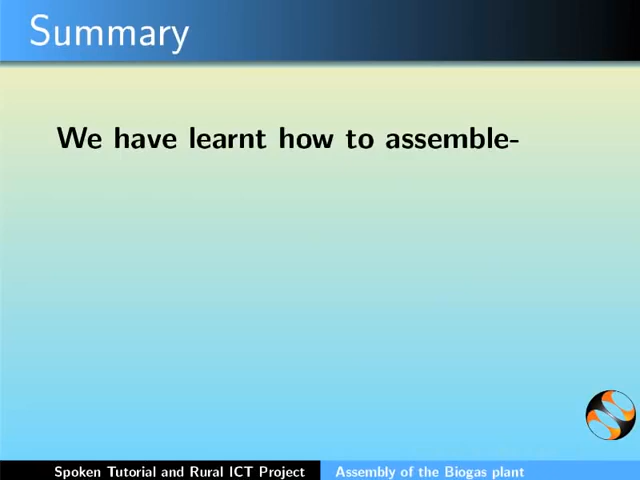 Summary
We have learnt how to assemble-
Spoken Tutorial and Rural ICT Project
Assembly of the Biogas plant